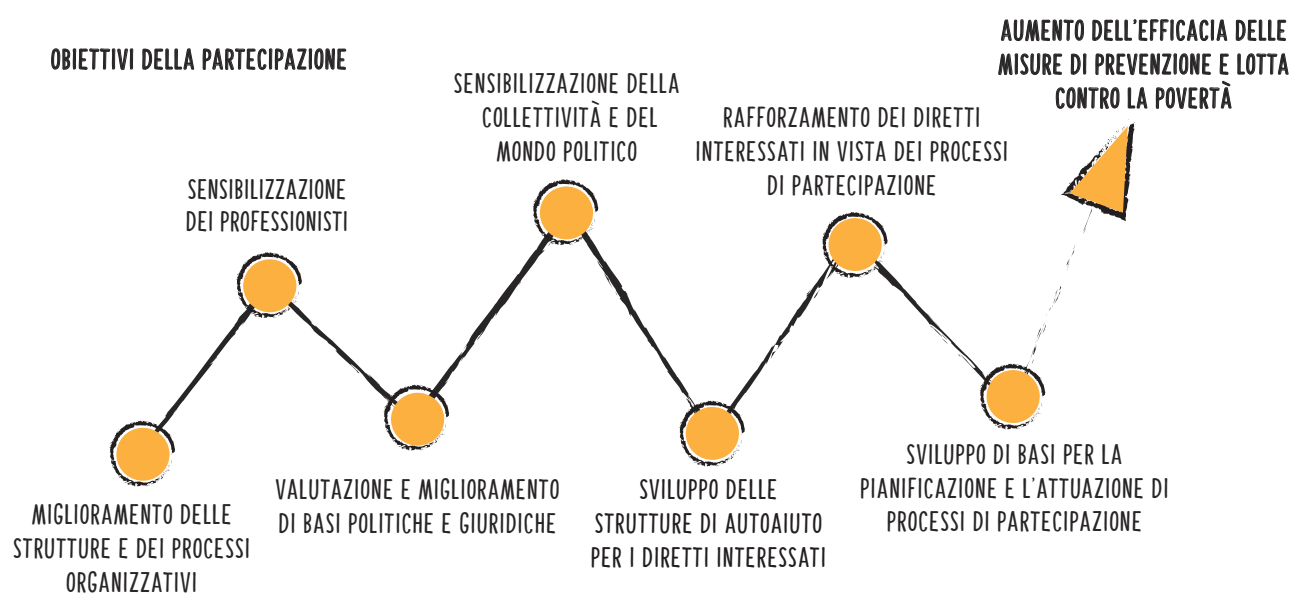 OBIETTIVI DELLA PARTECIPAZIONE
MIGLIORAMENTO DELLE
STRUTTURE E DEI PROCESSI
ORGANIZZATIVI
SENSIBILIZZAZIONE
DEI PROFESSIONISTI
VALUTAZIONE E MIGLIORAMENTO
DI BASI POLITICHE E GIURIDICHE
SENSIBILIZZAZIONE DELLA
COLLETTIVITÀ E DEL
MONDO POLITICO
SVILUPPO DELLE
STRUTTURE DI AUTOAIUTO
PER I DIRETTI INTERESSATI
RAFFORZAMENTO DEI DIRETTI
INTERESSATI IN VISTA DEI PROCESSI
DI PARTECIPAZIONE
SVILUPPO DI BASI PER LA
PIANIFICAZIONE E L'ATTUAZIONE DI
PROCESSI DI PARTECIPAZIONE
AUMENTO DELL'EFFICACIA DELLE
MISURE DI PREVENZIONE E LOTTA
CONTRO LA POVERTÀ